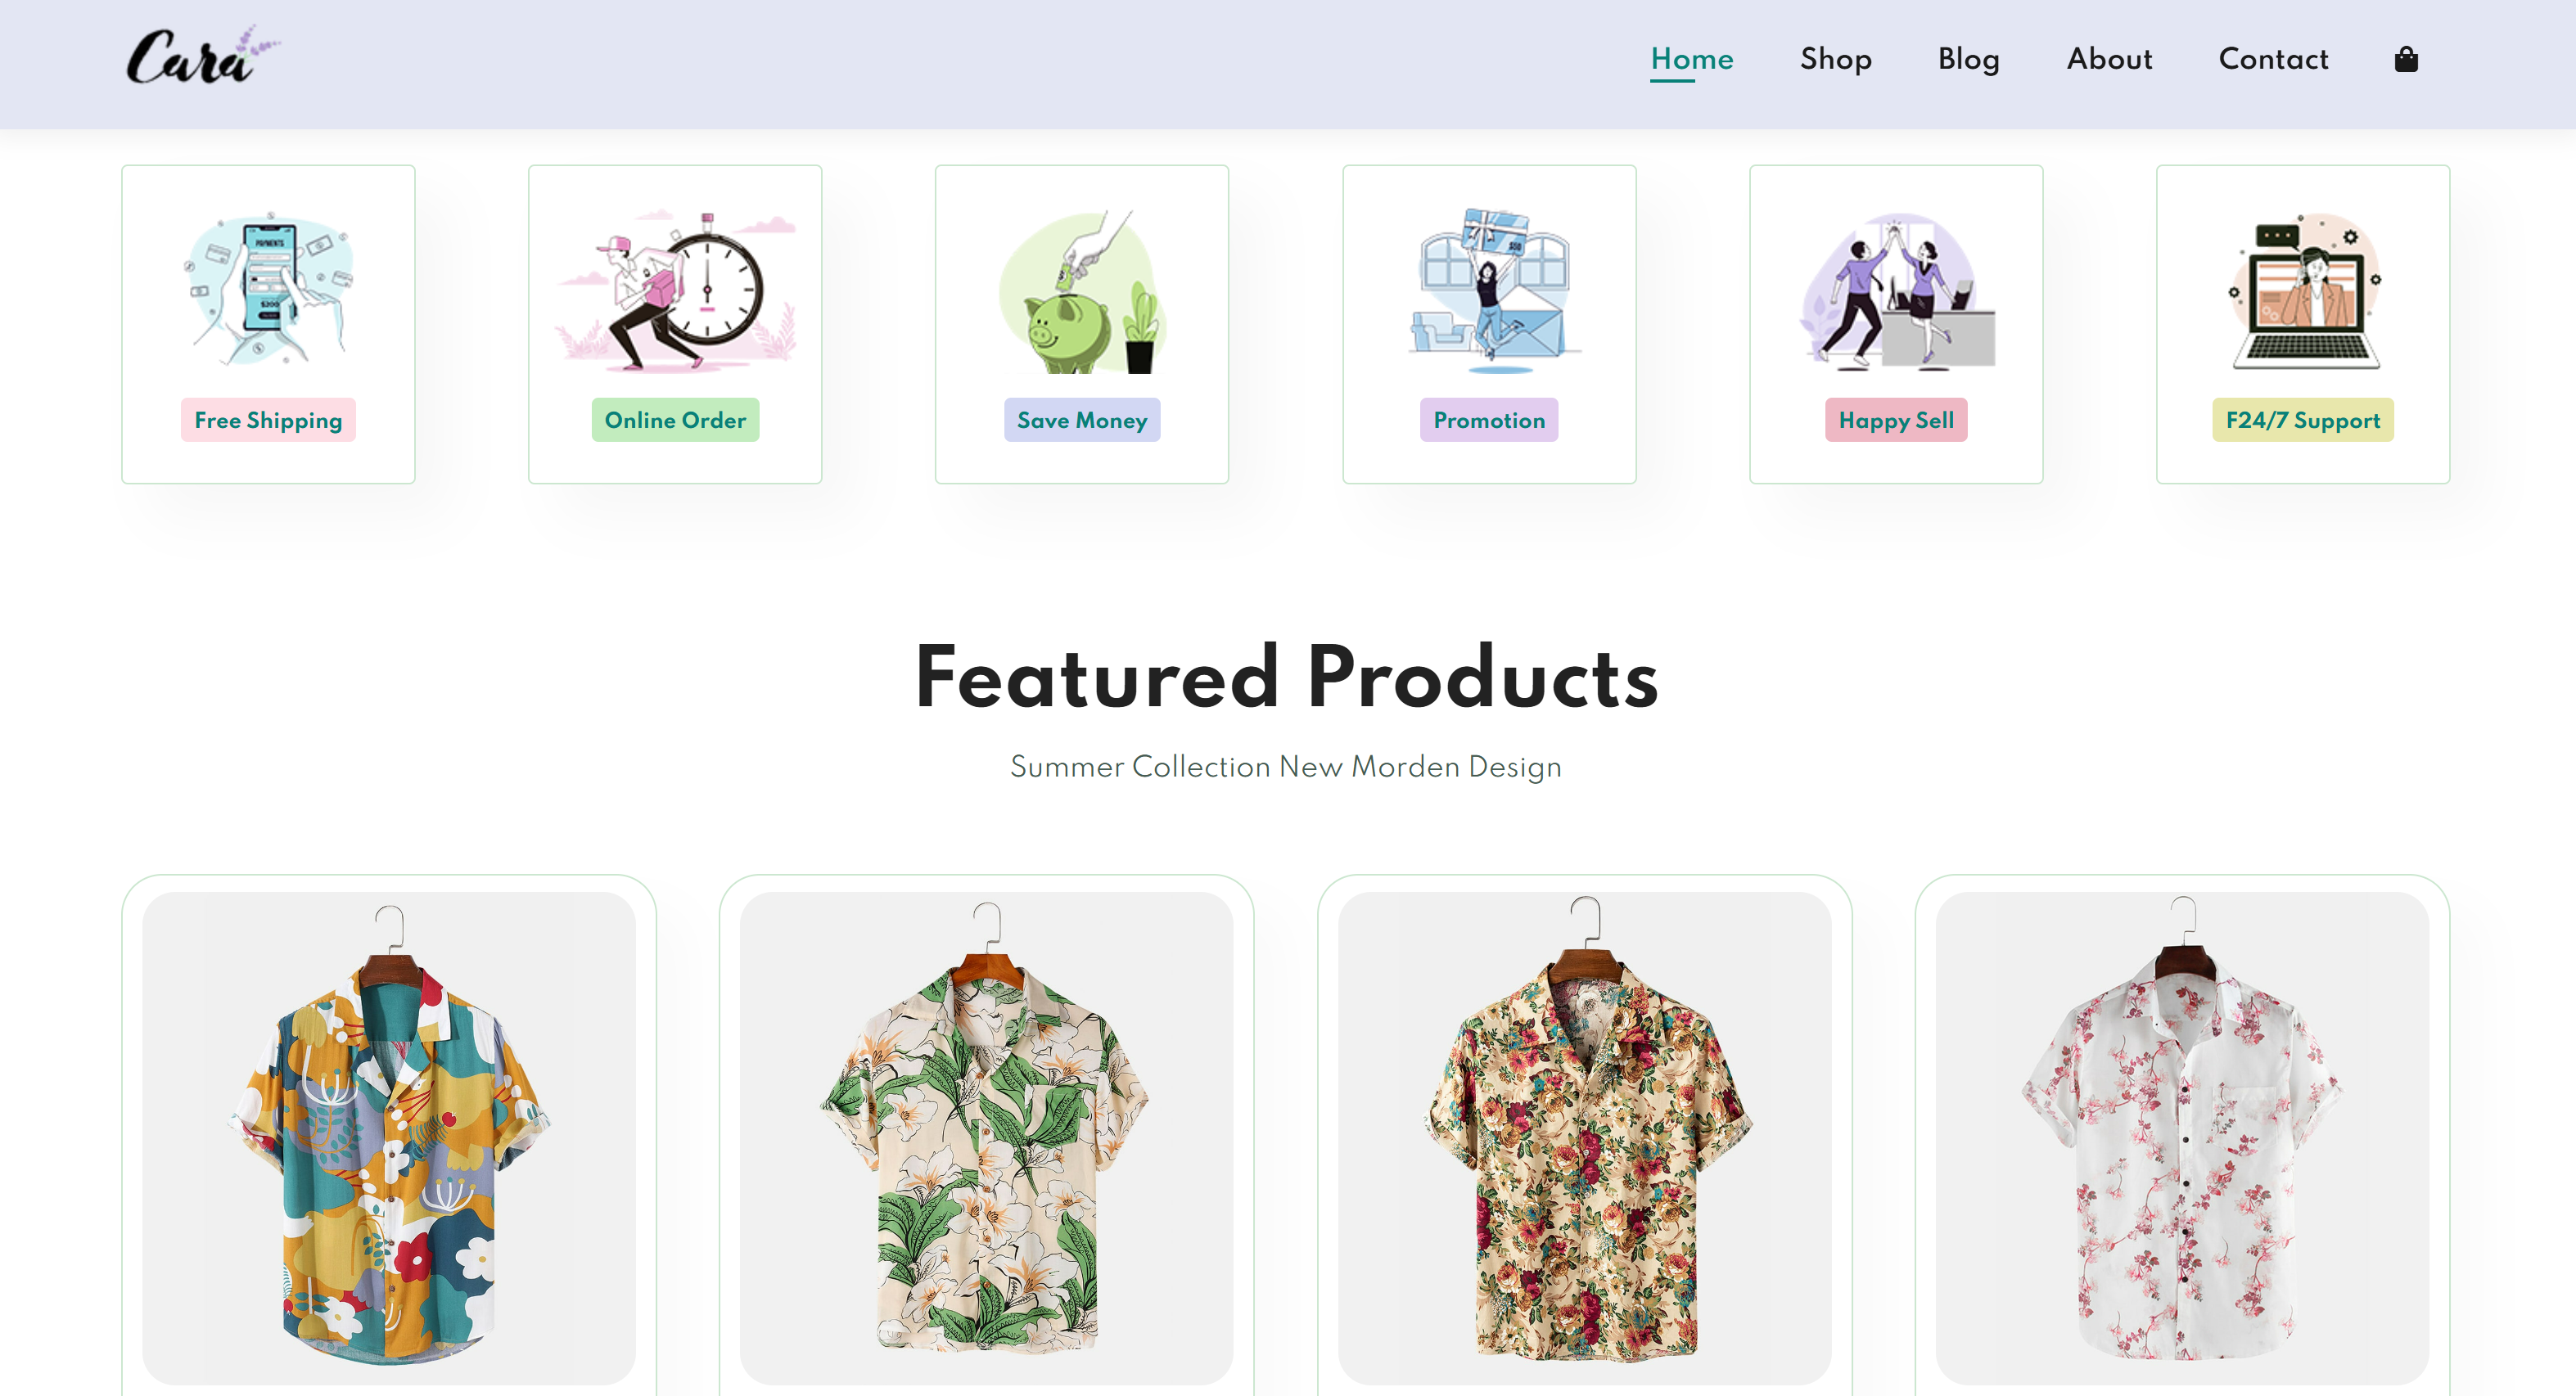 Cara
Home Shop Blog About Contact
PAYMENTS
$200
$50
Free Shipping
Online Order
Save Money
Promotion
Happy Sell
F24/7 Support
Featured Products
Summer Collection New Morden Design